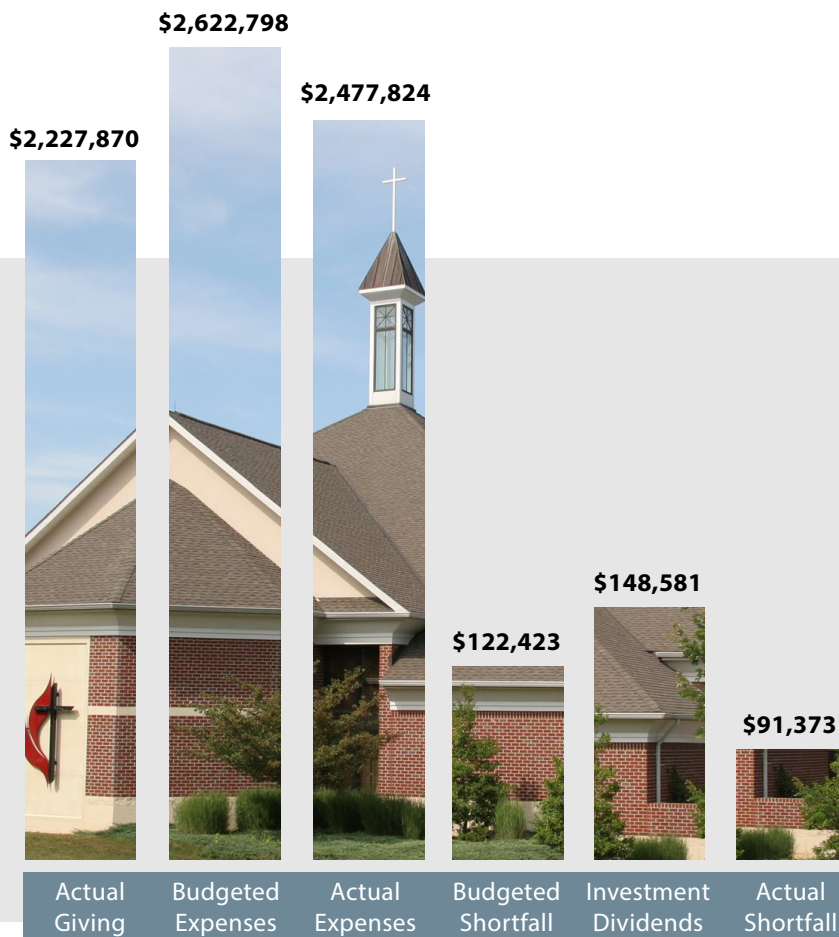 $2,622,798
$2,477,824
$2,227,870
$148,581
$122,423
$91,373
Actual Giving
Budgeted Expenses
Actual Expenses
Budgeted Shortfall
Investment Dividends
Actual Shortfall